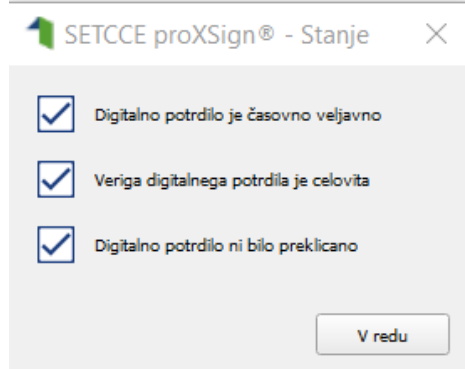 SETCCE proXSign® - Stanje
Digitalno potrdilo je časovno veljavno
Veriga digitalnega potrdila je celovita
Digitalno potrdilo ni bilo preklicano
V redu